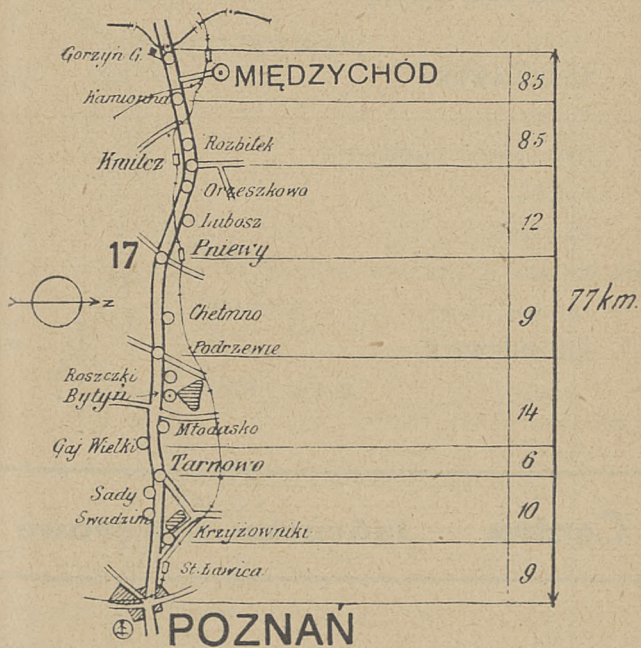 Gorzyń G.
MIĘDZYCHÓD
8·5
Kamionna
8·5
Rozbitek
Kwilcz
Orzeszkowo
12
Lubosz
Pniewy
17
N
77 km.
Chełmno
9
Podrzewie
Roszczki
Bytyń
14
Młodasko
Gaj Wielki
Tarnowo
6
Sady
10
Swadzim
Krzyżowniki
St. Ławica
9
POZNAŃ